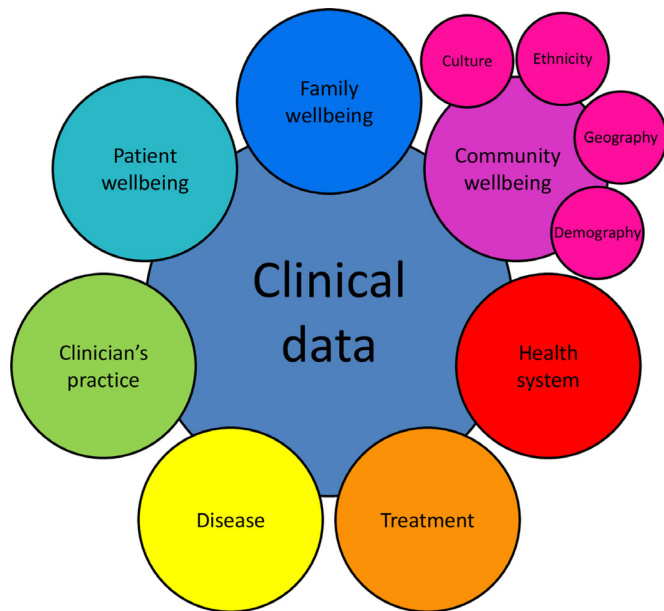 Culture
Ethnicity
Family
wellbeing
Geography
Patient
wellbeing
Community
wellbeing
Demography
Clinical
data
Clinician’s
practice
Health
system
Disease
Treatment